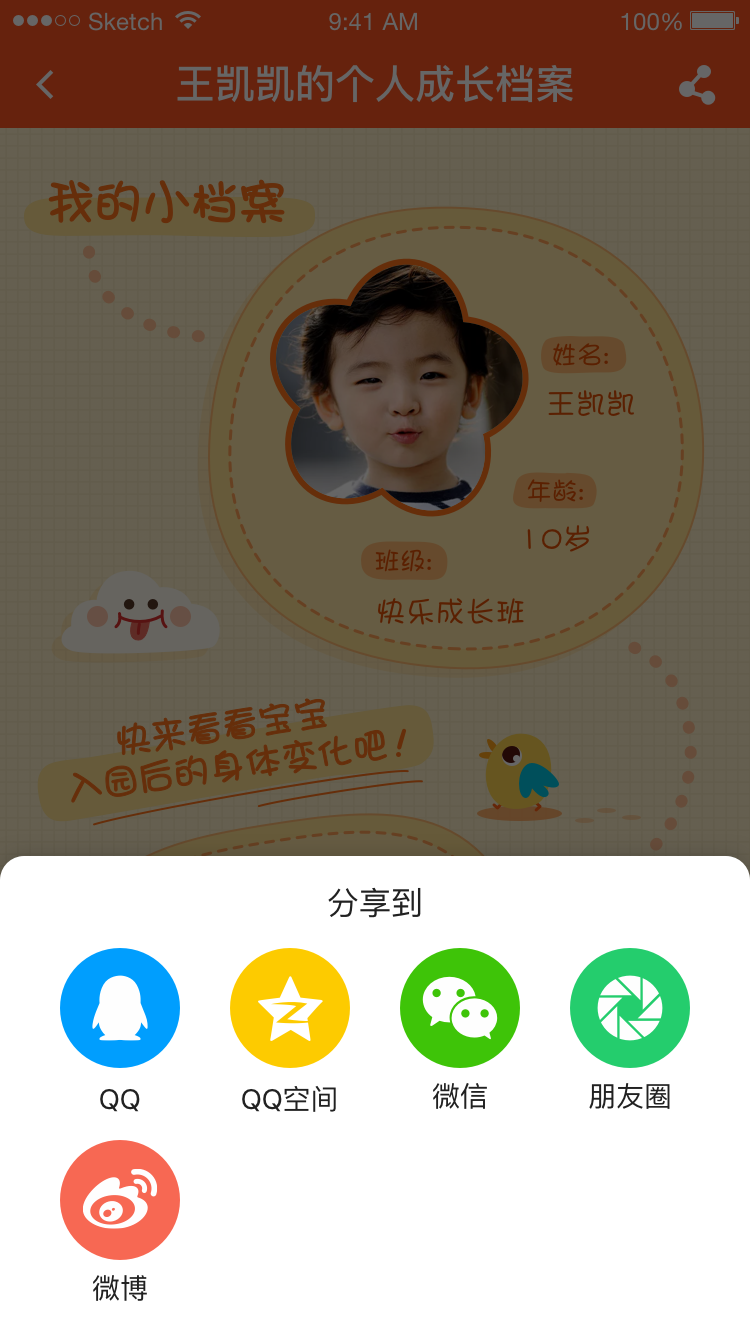 Sketch 9:41 AM 100%
王凯凯的个人成长档案
我的小档案
姓名:
王凯凯
年龄:
10岁
班级:
快乐成长班
快来看看宝宝
入园后的身体变化吧!
分享到
QQ QQ空间 微信 朋友圈
微博